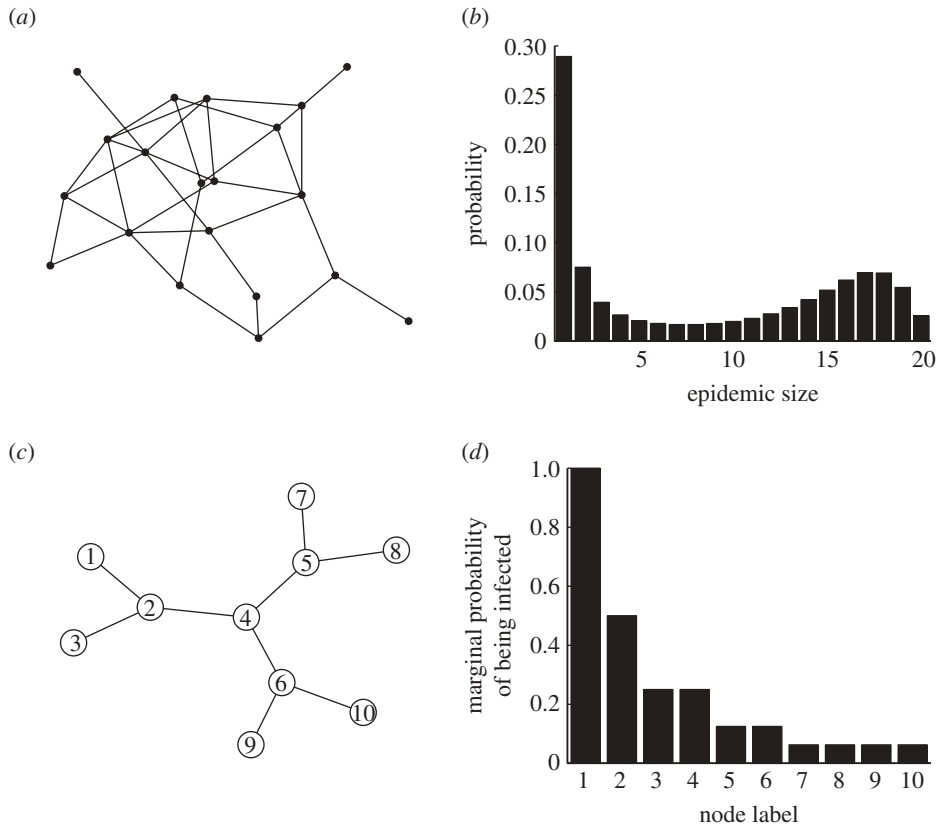 (a)
(b)
0.30
0.25
0.20
0.15
0.10
0.05
0
probability
5 10 15 20
epidemic size
(c)
1
2
3
4
5
6
7
8
9
10
(d)
1.0
0.8
0.6
0.4
0.2
0
marginal probability
of being infected
1 2 3 4 5 6 7 8 9 10
node label